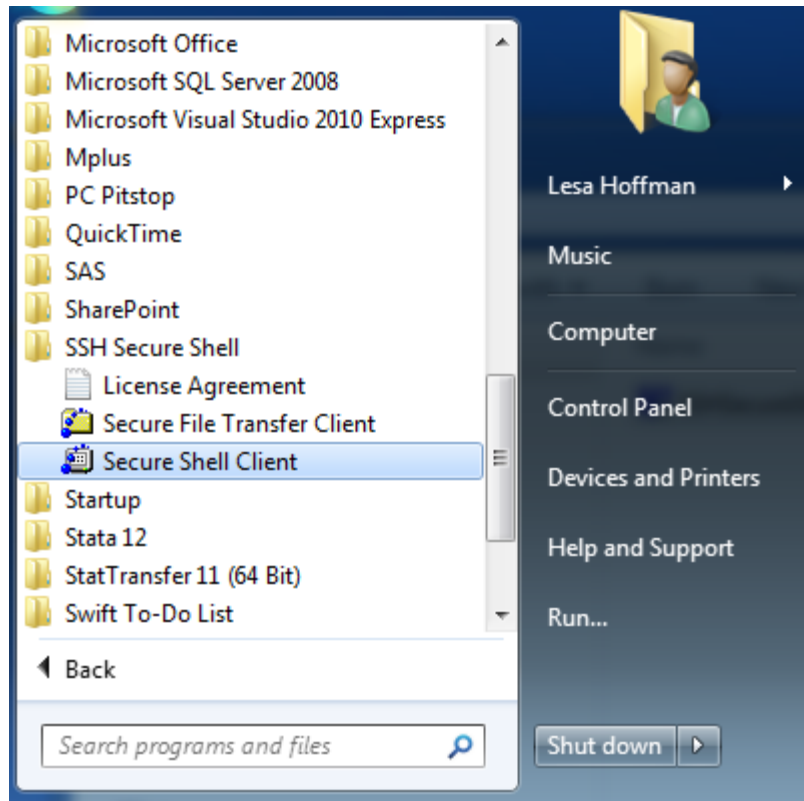 Microsoft Office
Microsoft SQL Server 2008
Microsoft Visual Studio 2010 Express
Mplus
PC Pitstop
QuickTime
SAS
SharePoint
SSH Secure Shell
License Agreement
Secure File Transfer Client
Secure Shell Client
Startup
Stata 12
StatTransfer 11 (64 Bit)
Swift To-Do List
Back
Search programs and files
Lesa Hoffman
Music
Computer
Control Panel
Devices and Printers
Help and Support
Run...
Shut down